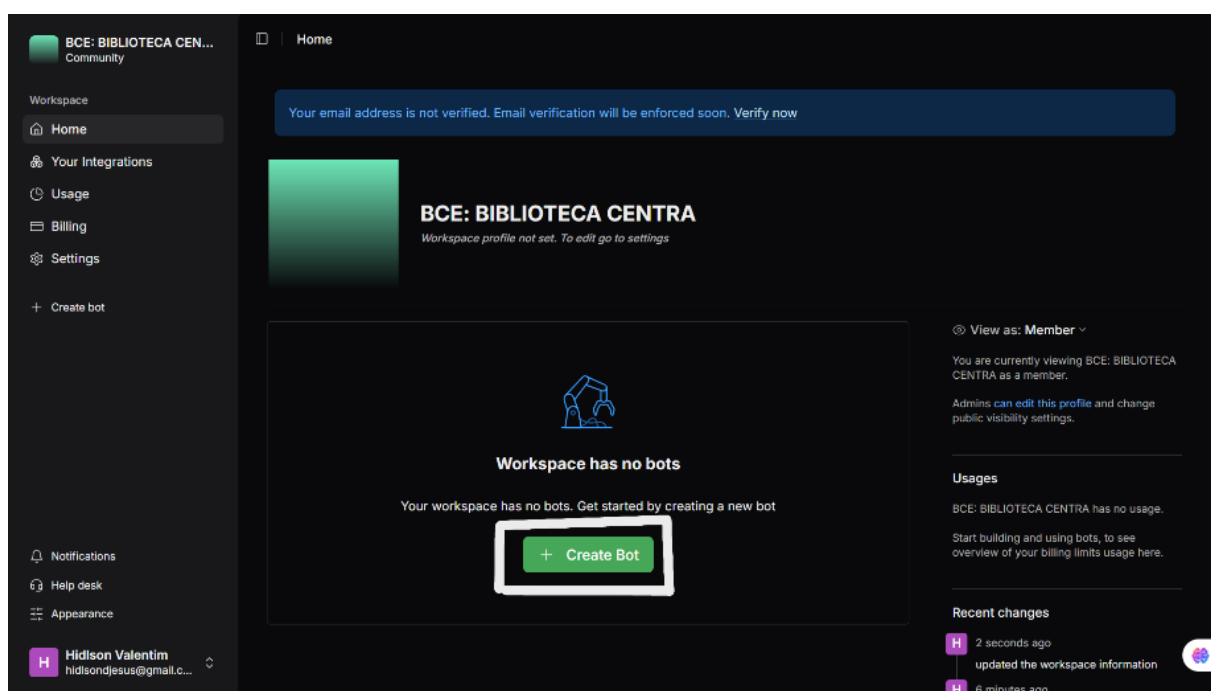 BCE: BIBLIOTECA CEN...
Community
Workspace
Home
Your Integrations
Usage
Billing
Settings
Create bot
Notifications
Help desk
Appearance
H
Hidlson Valentim
hidlsondjesus@gmail.c...
Home
Your email address is not verified. Email verification will be enforced soon. Verify now
BCE: BIBLIOTECA CENTRA
Workspace profile not set. To edit go to settings
Workspace has no bots
Your workspace has no bots. Get started by creating a new bot
+ Create Bot
View as: Member
You are currently viewing BCE: BIBLIOTECA
CENTRA as a member.
Admins can edit this profile and change
public visibility settings.
Usages
BCE: BIBLIOTECA CENTRA has no usage.
Start building and using bots, to see
overview of your billing limits usage here.
Recent changes
H 2 seconds ago
updated the workspace information
H 6 minutes ago